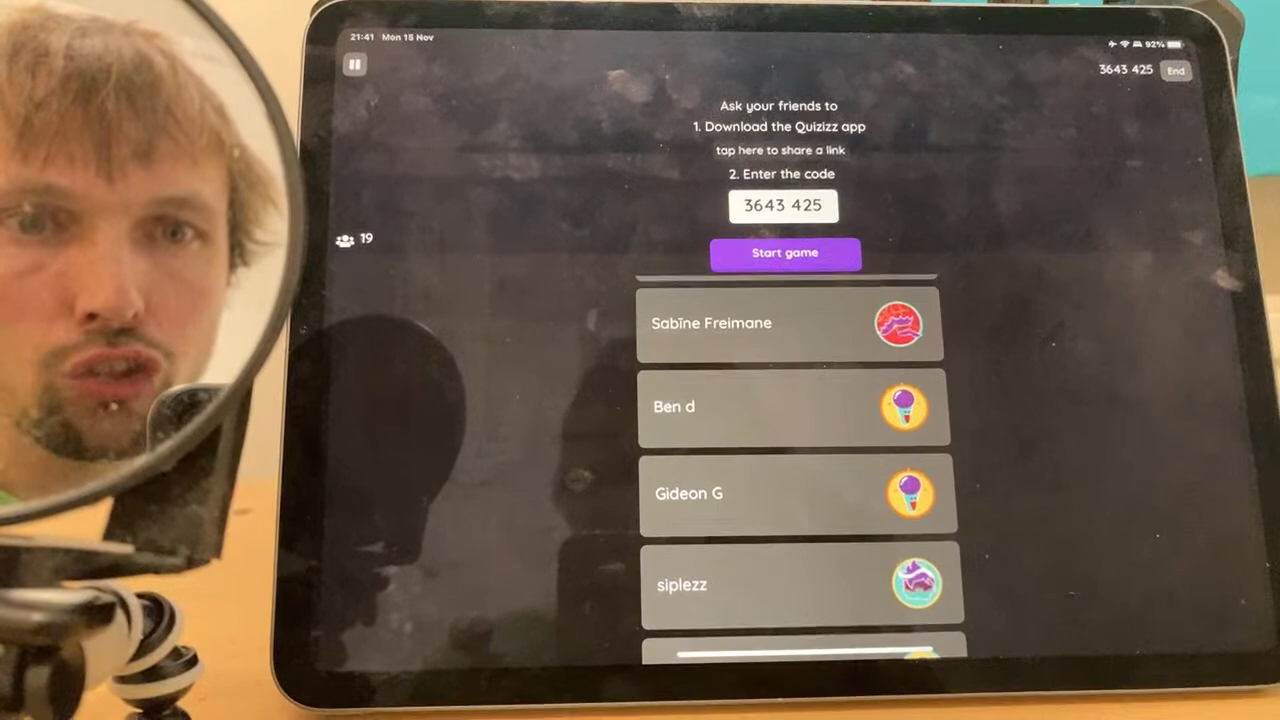 21:41 Mon 15 Nov
92%
3643 425 End
Ask your friends to
1. Download the Quizizz app
tap here to share a link
2. Enter the code
3643 425
19
Start game
Sabīne Freimane
Ben d
Gideon G
siplezz